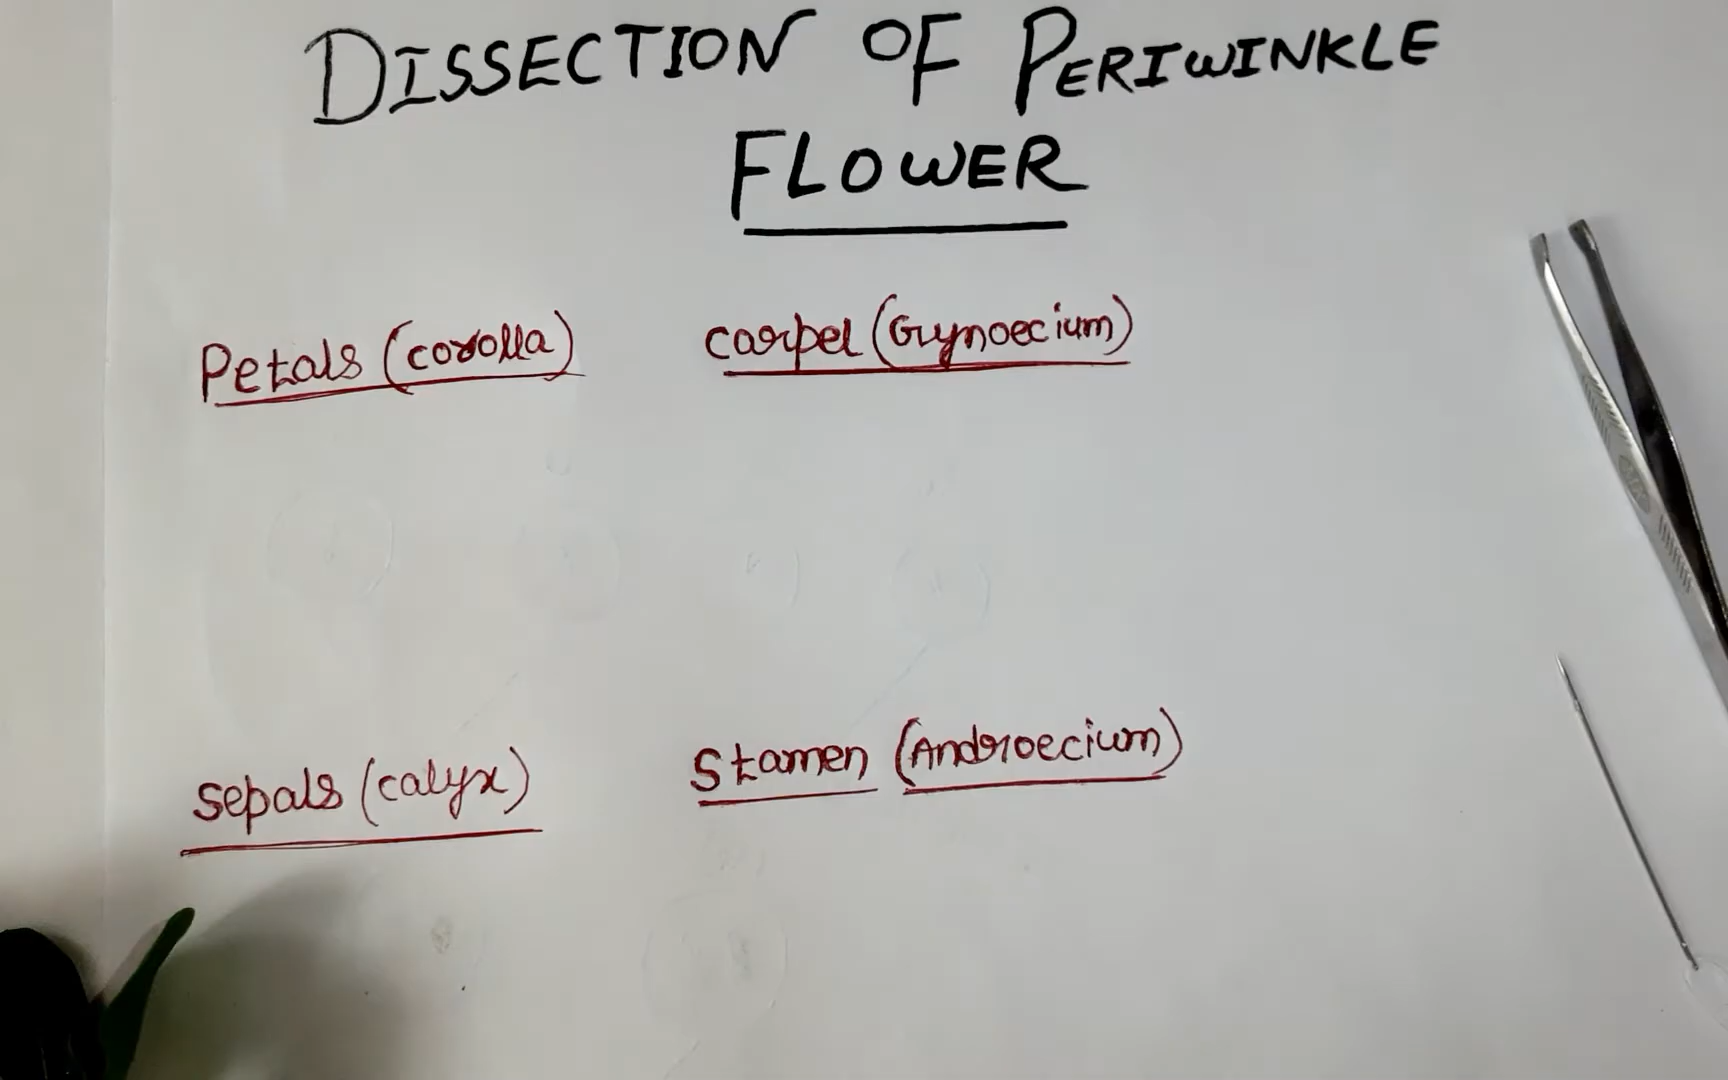 DISSECTION OF PERIWINKLE
FLOWER
Petals (corolla)
carpel (Gynoecium)
sepals (calyx)
Stamen (Androecium)